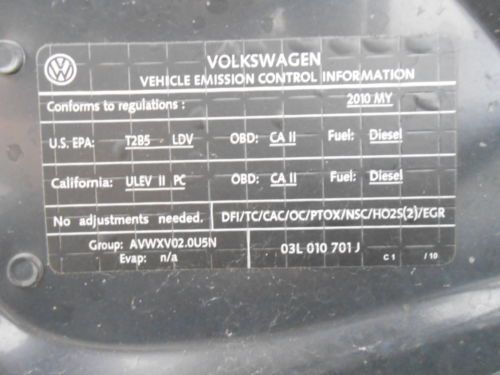 VOLKSWAGEN
VEHICLE EMISSION CONTROL INFORMATION
Conforms to regulations : 2010 MY
U.S. EPA: T2B5 LDV OBD: CA II Fuel: Diesel
California: ULEV II PC OBD: CA II Fuel: Diesel
No adjustments needed. DFI/TC/CAC/OC/PTOX/NSC/HO2S(2)/EGR
Group: AVWXV02.0U5N 03L 010 701 J
Evap: n/a C 1 / 10